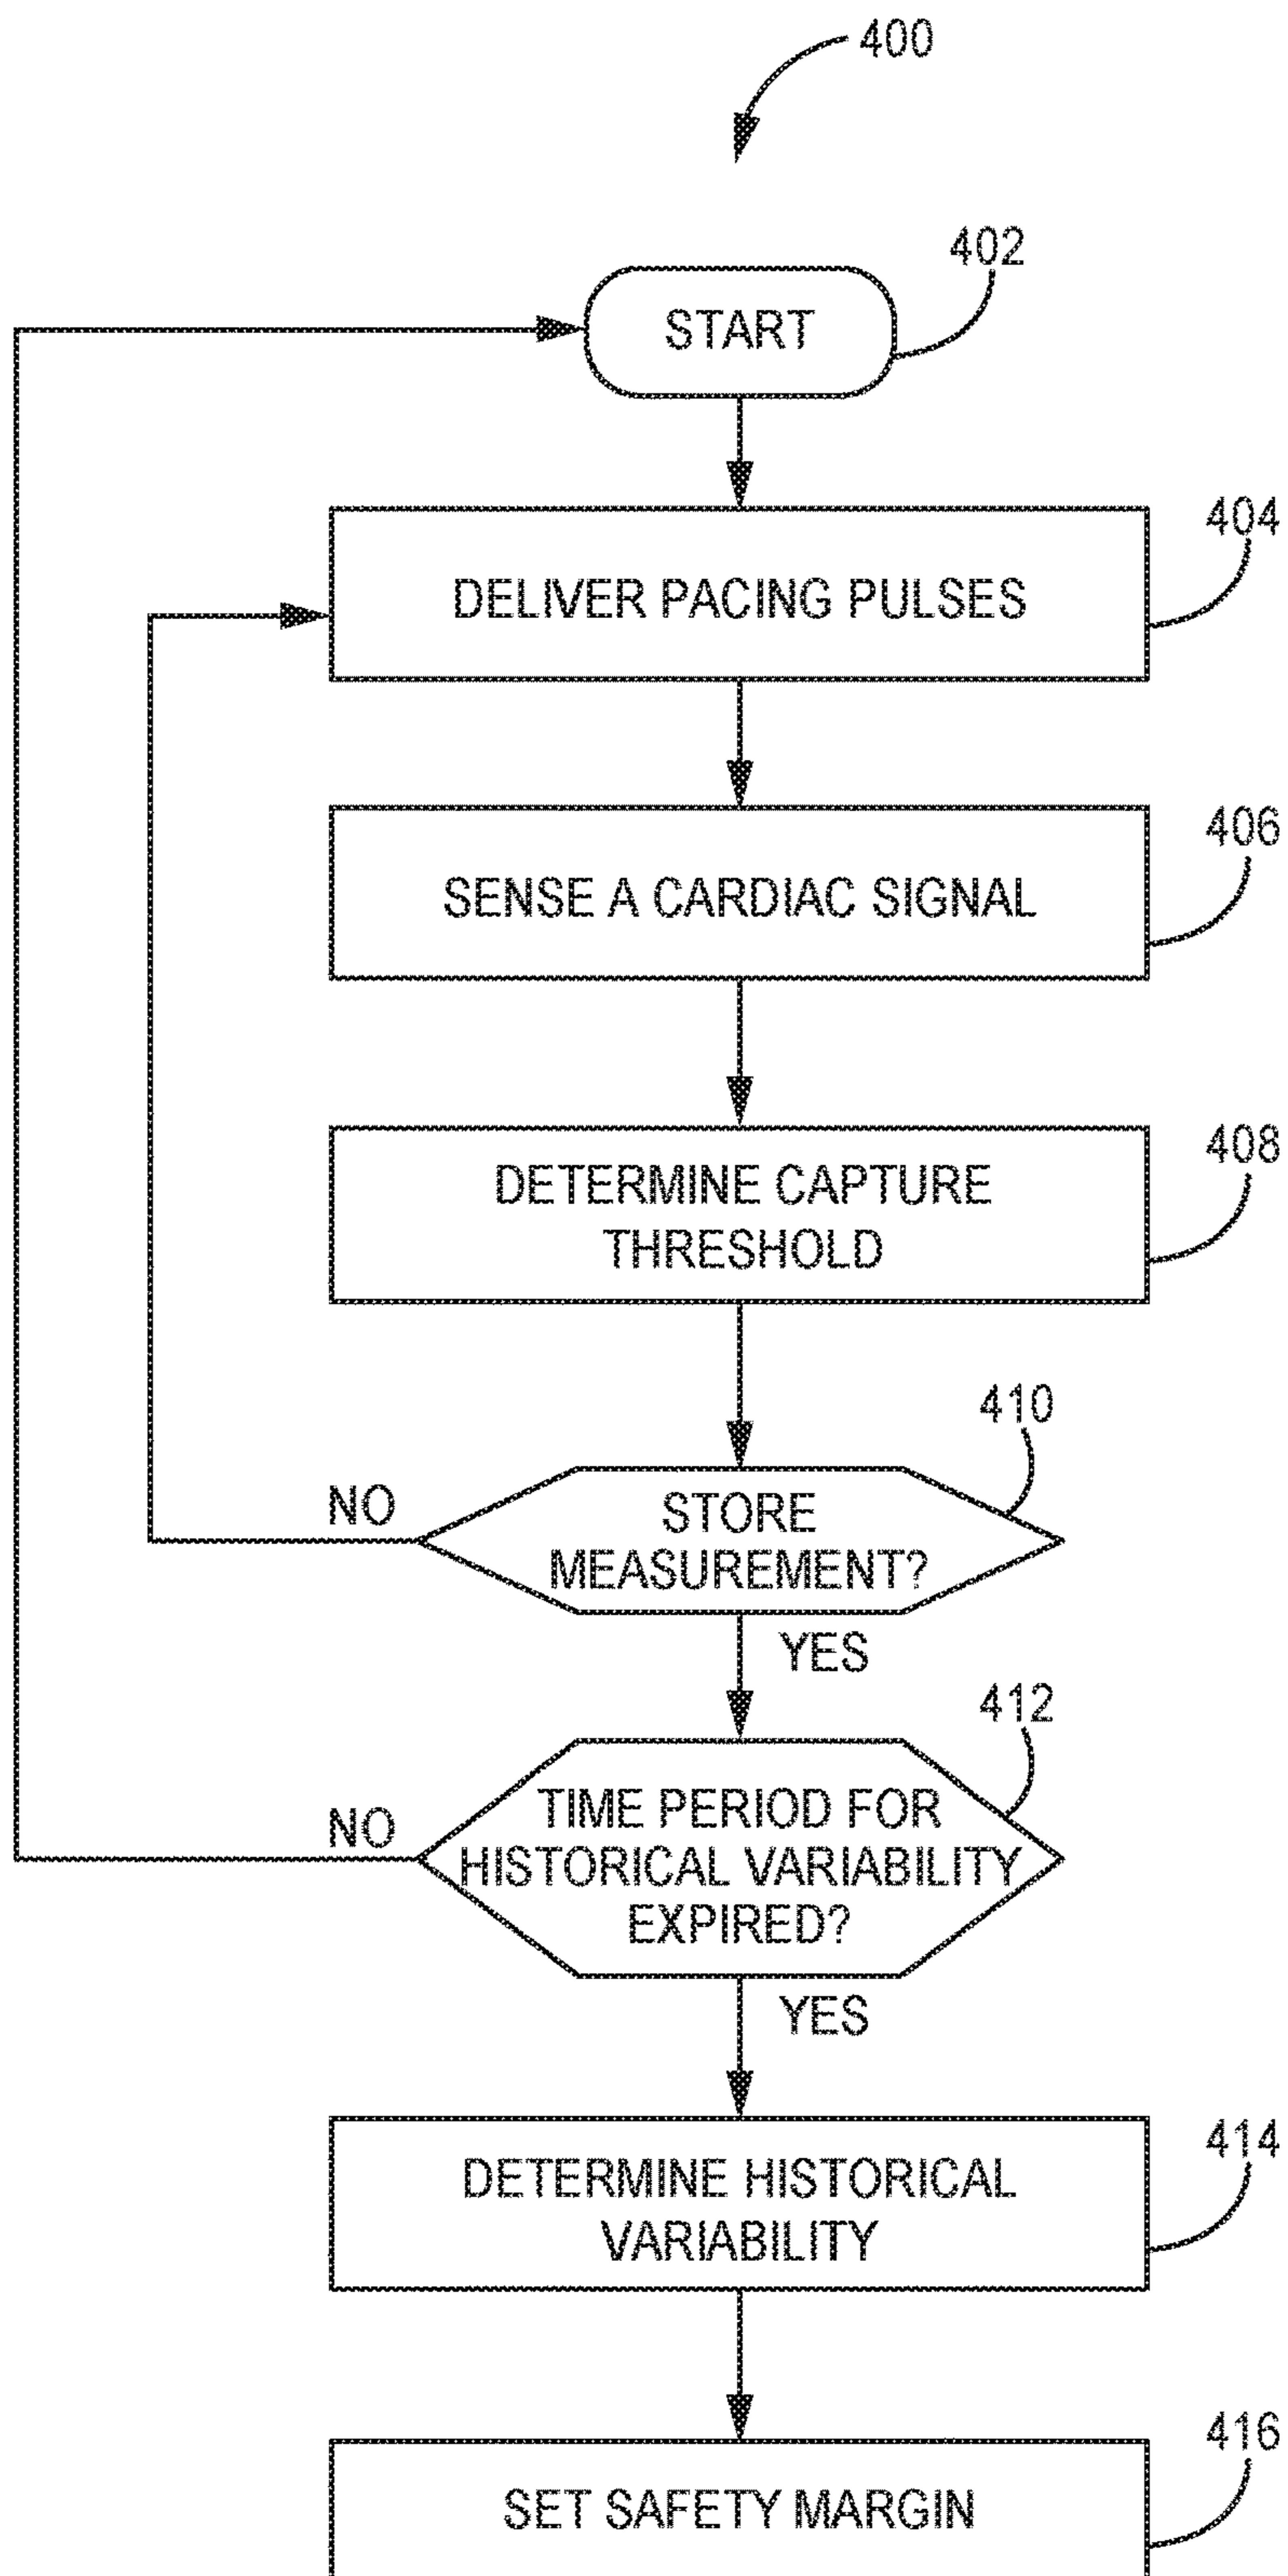 400
402
START
404
DELIVER PACING PULSES
406
SENSE A CARDIAC SIGNAL
408
DETERMINE CAPTURE
THRESHOLD
410
NO
STORE
MEASUREMENT?
YES
412
NO
TIME PERIOD FOR
HISTORICAL VARIABILITY
EXPIRED?
YES
414
DETERMINE HISTORICAL
VARIABILITY
416
SET SAFETY MARGIN